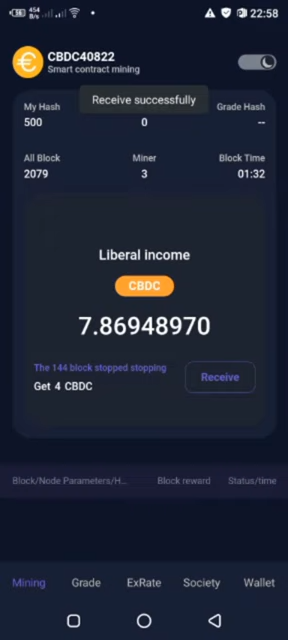 454
B/s
22:58
CBDC40822
Smart contract mining
Receive successfully
My Hash
Grade Hash
500
0
--
All Block
Miner
Block Time
2079
3
01:32
Liberal income
CBDC
7.86948970
The 144 block stopped stopping
Get 4 CBDC
Receive
Block/Node Parameters/H...
Block reward
Status/time
Mining
Grade
ExRate
Society
Wallet